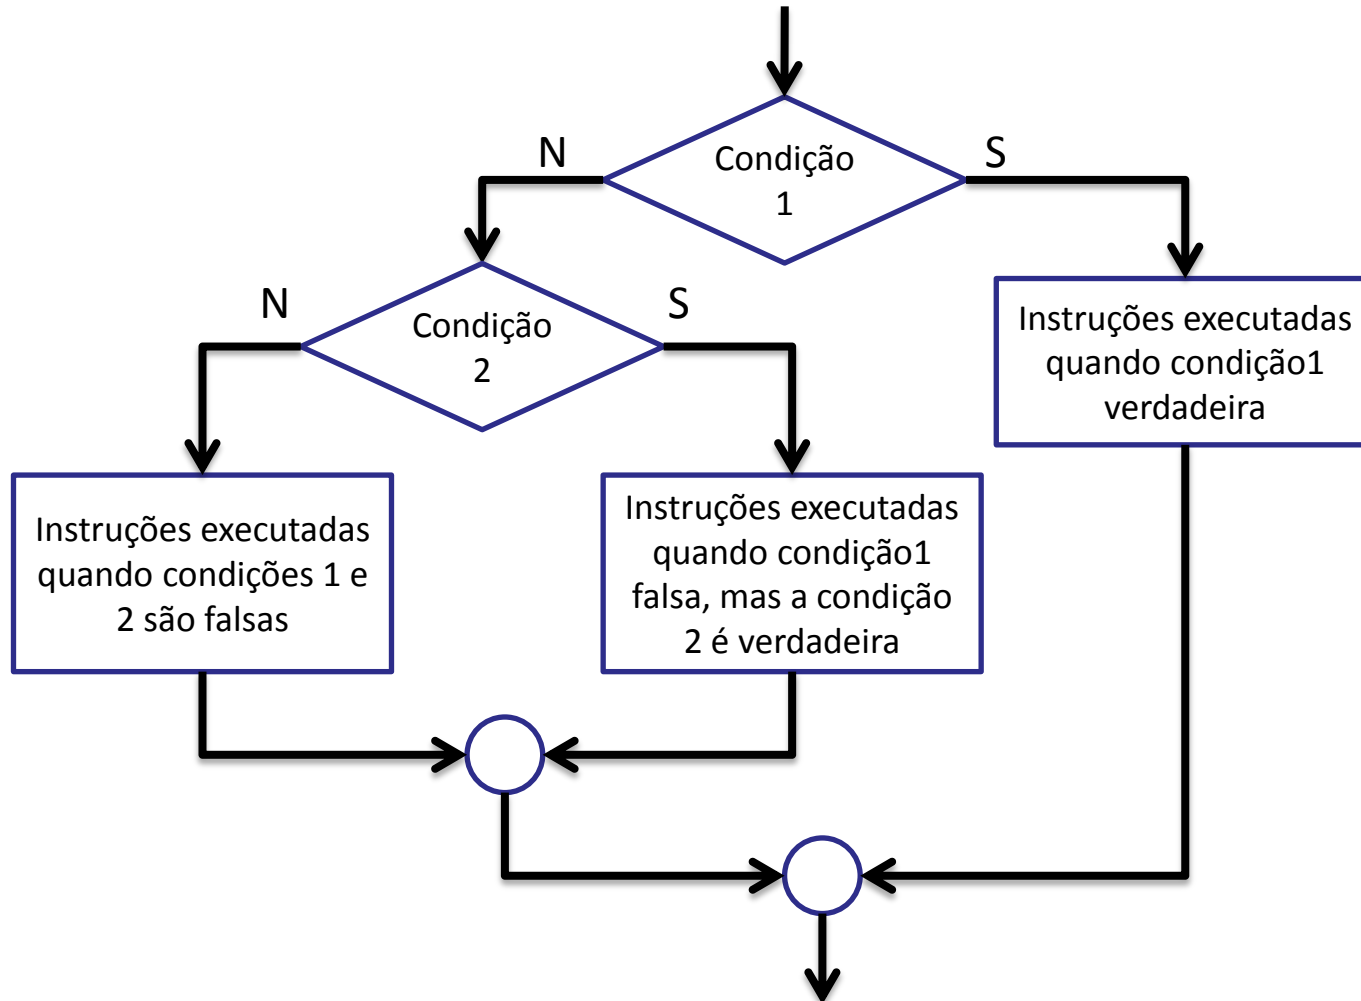 N
Condição
1
S
N
Condição
2
S
Instruções executadas
quando condição1
verdadeira
Instruções executadas
quando condições 1 e
2 são falsas
Instruções executadas
quando condição1
falsa, mas a condição
2 é verdadeira